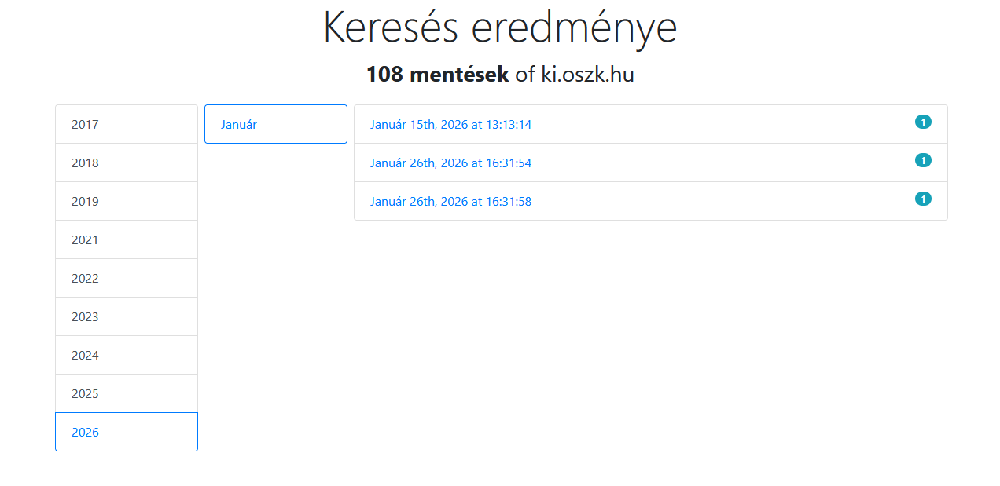 Keresés eredménye
108 mentések of ki.oszk.hu
2017
2018
2019
2021
2022
2023
2024
2025
2026
Január
Január 15th, 2026 at 13:13:14 1
Január 26th, 2026 at 16:31:54 1
Január 26th, 2026 at 16:31:58 1